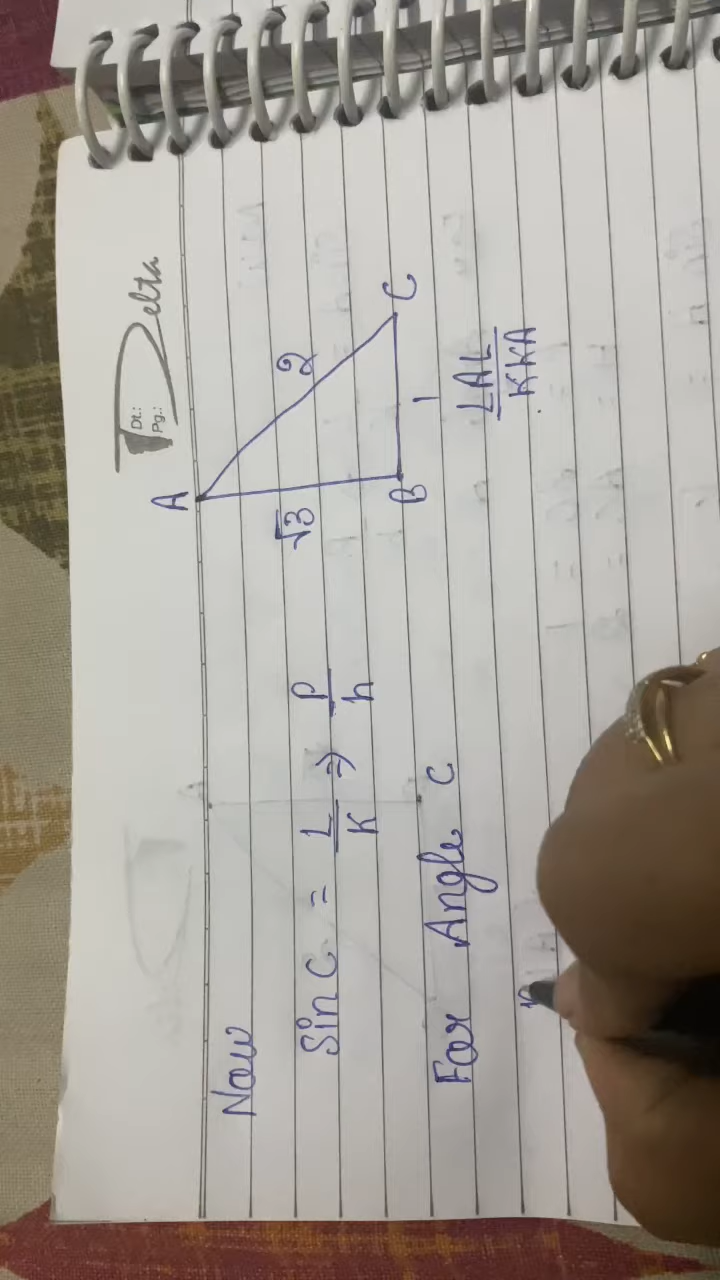 Delta
Dt.:
Pg.:
A
√3
2
B
1
C
LAL
KKA
Now
Sin C = L/K ⇒ P/h
For Angle C